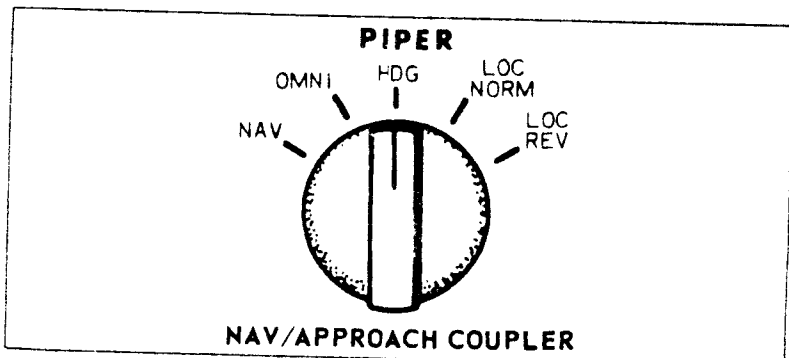 PIPER
NAV
OMNI
HDG
LOC
NORM
LOC
REV
NAV/APPROACH COUPLER